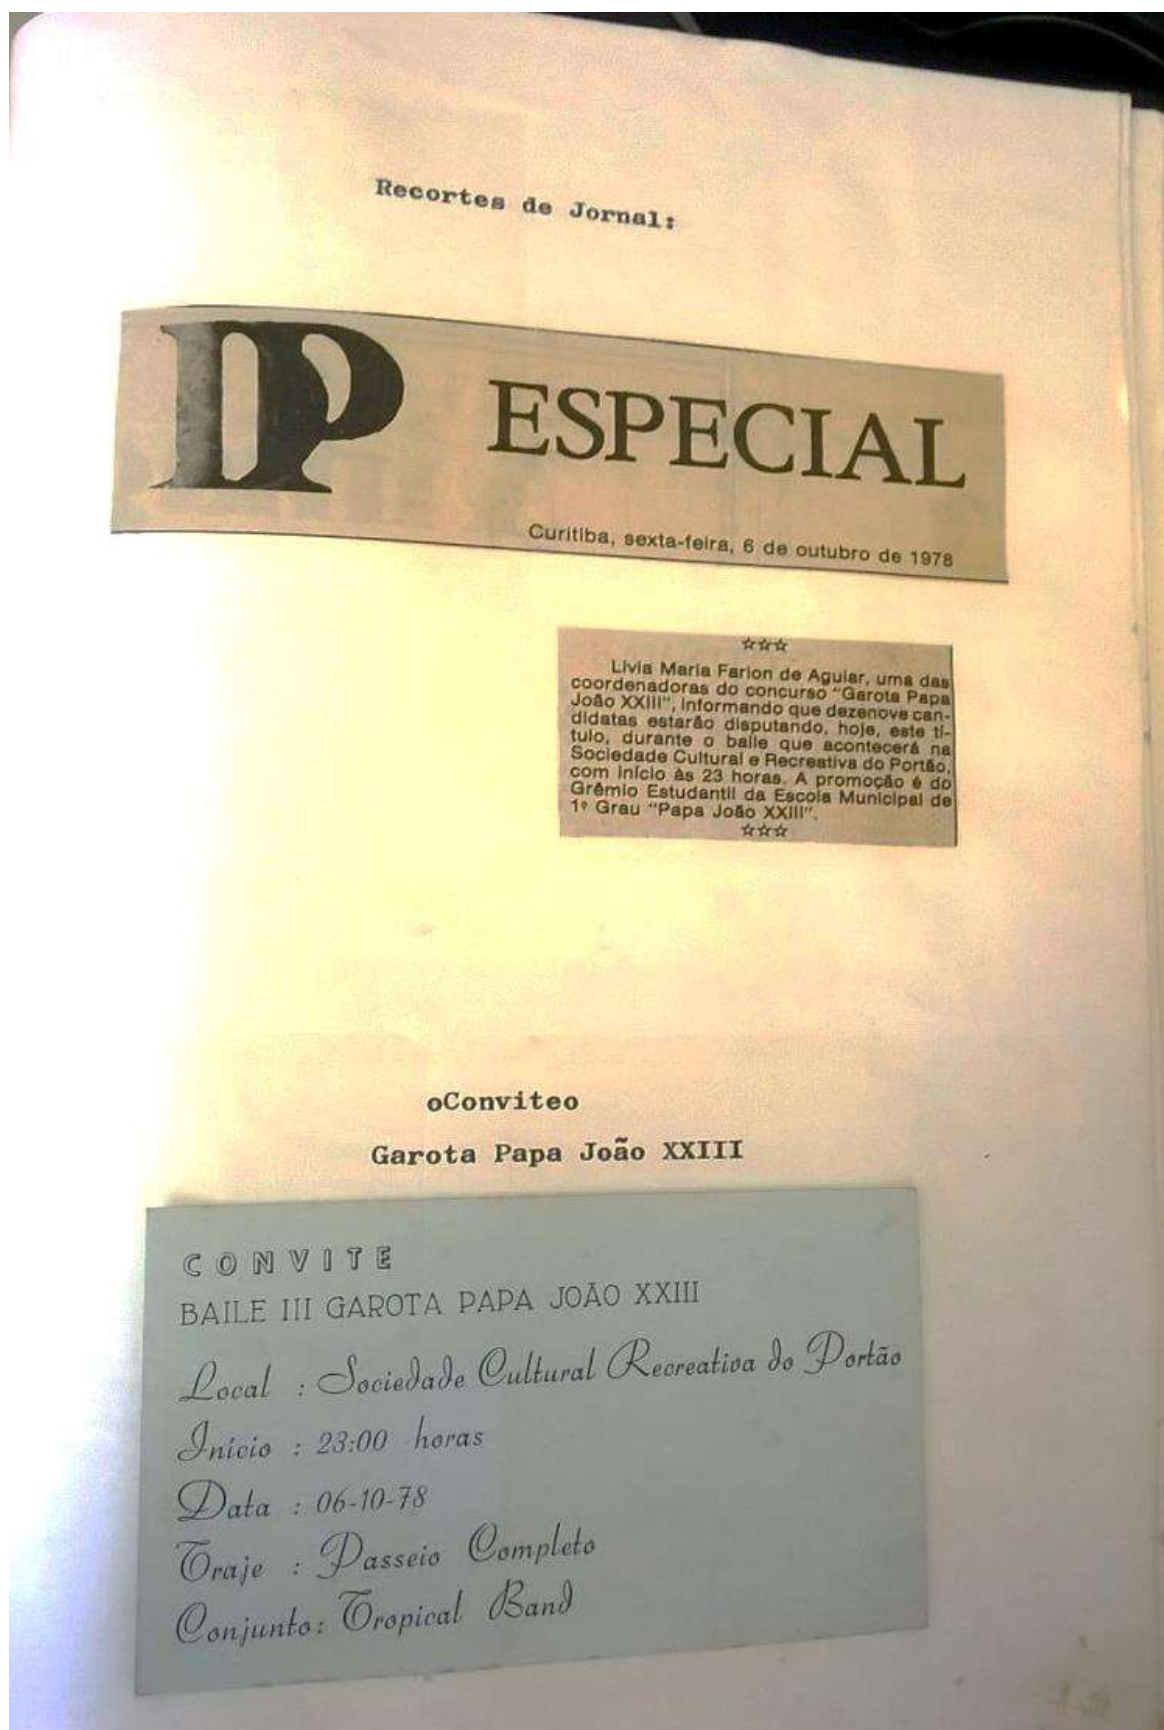 Recortes de Jornal:
DP ESPECIAL
Curitiba, sexta-feira, 6 de outubro de 1978
☆☆☆
Livia Maria Farion de Aguiar, uma das
coordenadoras do concurso "Garota Papa
João XXIII", informando que dezenove can-
didatas estarão disputando, hoje, este tí-
tulo, durante o baile que acontecerá na
Sociedade Cultural e Recreativa do Portão,
com início às 23 horas. A promoção é do
Grêmio Estudantil da Escola Municipal de
1º Grau "Papa João XXIII".
☆☆☆
oConviteo
Garota Papa João XXIII
CONVITE
BAILE III GAROTA PAPA JOÃO XXIII
Local : Sociedade Cultural Recreativa do Portão
Início : 23:00 horas
Data : 06-10-78
Traje : Passeio Completo
Conjunto: Tropical Band